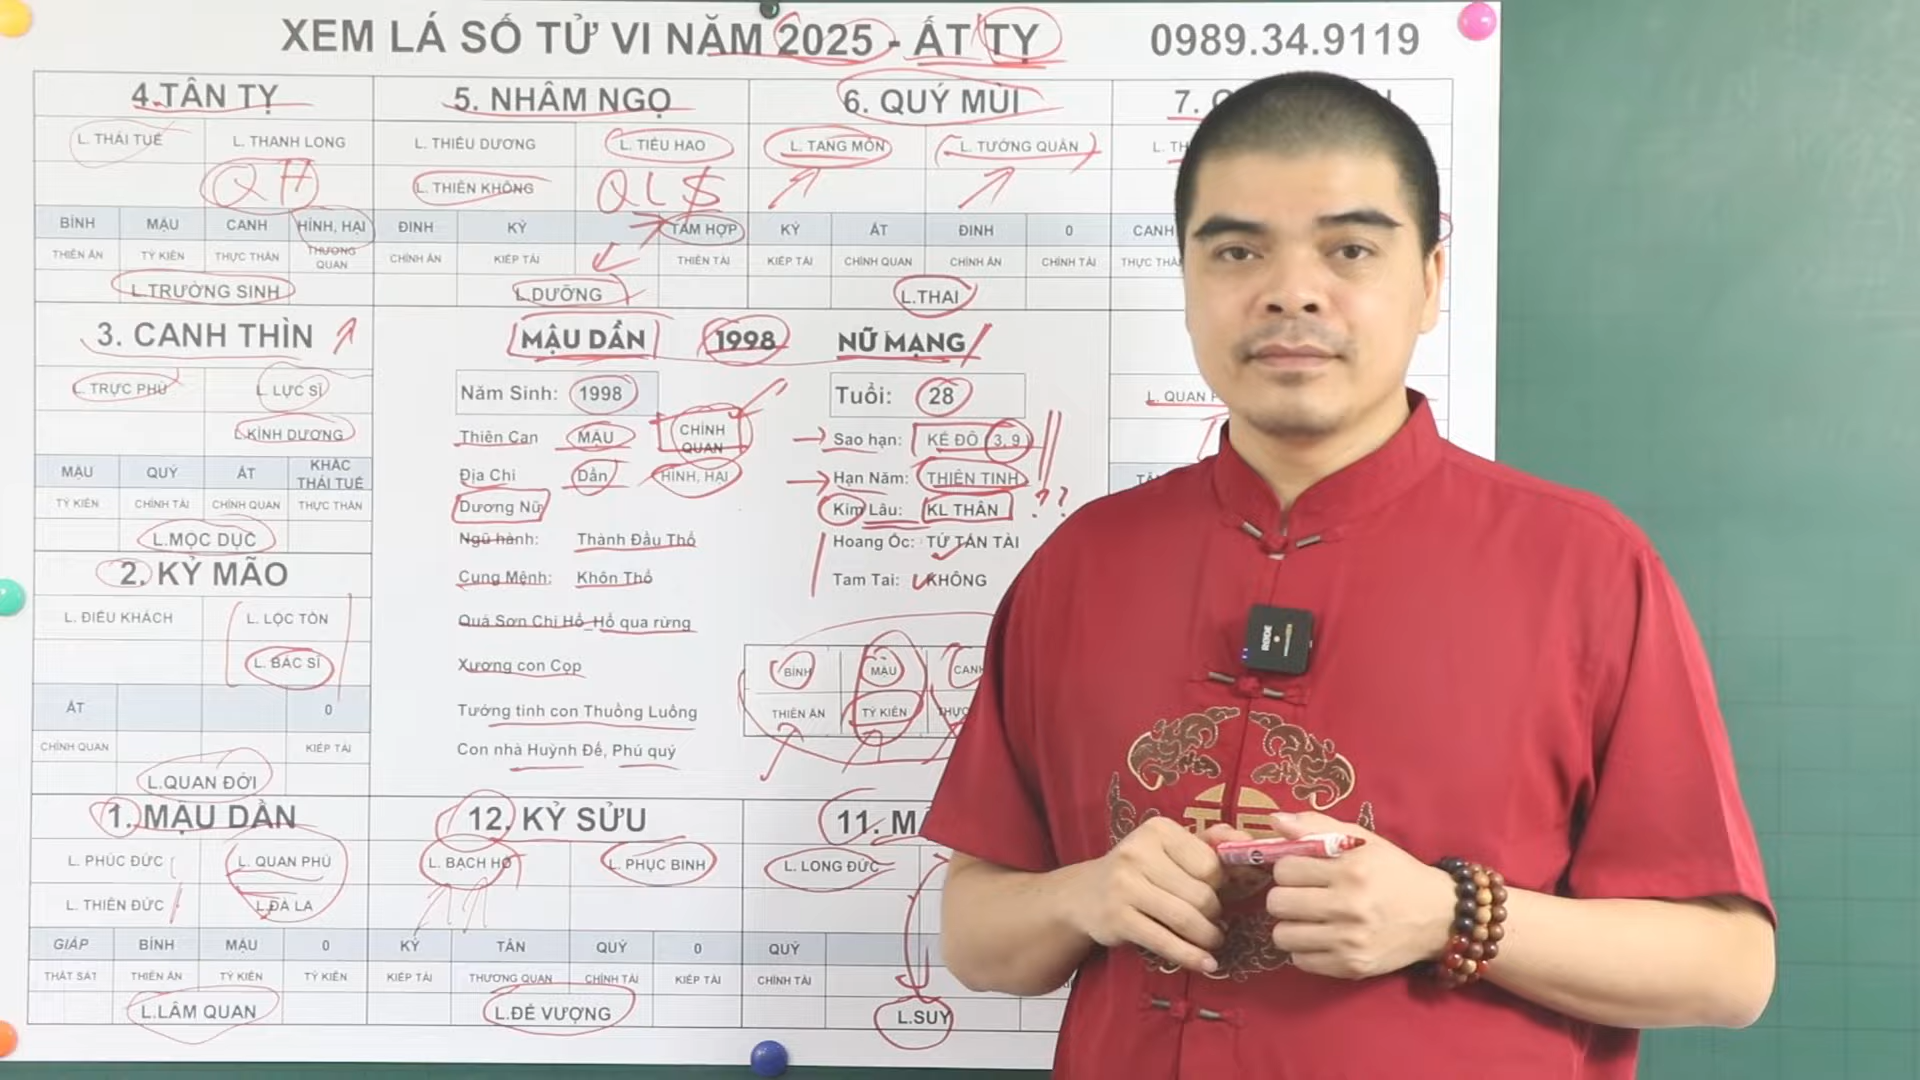 XEM LÁ SỐ TỬ VI NĂM 2025 - ẤT TỴ 0989.34.9119
4.TÂN TỴ
L. THÁI TUẾ L. THANH LONG
QH
BÍNH MẬU CANH HÌNH, HẠI
THIÊN ẤN TỶ KIÊN THỰC THẦN THƯƠNG QUAN
L.TRƯỜNG SINH
5. NHÂM NGỌ
L. THIẾU DƯƠNG L. TIỂU HAO
L. THIÊN KHÔNG QL$
ĐINH KỶ TAM HỢP
CHÍNH ẤN KIẾP TÀI THIÊN TÀI
L.DƯỠNG
6. QUÝ MÙI
L. TANG MÔN L. TƯỚNG QUÂN
KỶ ẤT ĐINH 0
KIẾP TÀI CHÍNH QUAN CHÍNH ẤN CHÍNH TÀI
L.THAI
7.
CANH
3. CANH THÌN
L. TRỰC PHÙ L. LỰC SĨ
L KÌNH DƯƠNG
MẬU QUÝ ẤT KHẮC THÁI TUẾ
TỶ KIÊN CHÍNH TÀI CHÍNH QUAN THỰC THẦN
L.MỘC DỤC
MẬU DẦN 1998 NỮ MẠNG
Năm Sinh: 1998 Tuổi: 28
Thiên Can MẬU CHÍNH QUAN Sao hạn: KẾ ĐÔ 3, 9
Địa Chi Dần HÌNH, HẠI Hạn Năm: THIÊN TINH
Dương Nữ Kim Lâu: KL THÂN ??
Ngũ hành: Thành Đầu Thổ Hoang Ốc: TỨ TẤN TÀI
Cung Mệnh: Khôn Thổ Tam Tai: KHÔNG
Quá Sơn Chi Hổ_Hổ qua rừng
Xương con Cọp
Tướng tinh con Thuồng Luồng
Con nhà Huỳnh Đế, Phú quý
BÍNH MẬU CANH
THIÊN ẤN TỶ KIÊN
L. QUAN
2. KỶ MÃO
L. ĐIẾU KHÁCH L. LỘC TỒN
L. BÁC SĨ
ẤT 0
CHÍNH QUAN KIẾP TÀI
L.QUAN ĐỚI
1. MẬU DẦN
L. PHÚC ĐỨC L. QUAN PHỦ
L. THIÊN ĐỨC L.ĐÀ LA
GIÁP BÍNH MẬU 0
THẤT SÁT THIÊN ẤN TỶ KIÊN TỶ KIÊN
L.LÂM QUAN
12. KỶ SỬU
L. BẠCH HỔ L. PHỤC BINH
KỶ TÂN QUÝ 0
KIẾP TÀI THƯƠNG QUAN CHÍNH TÀI KIẾP TÀI
L.ĐẾ VƯỢNG
11.
L. LONG ĐỨC
QUÝ
CHÍNH TÀI
L.SUY
RØDE